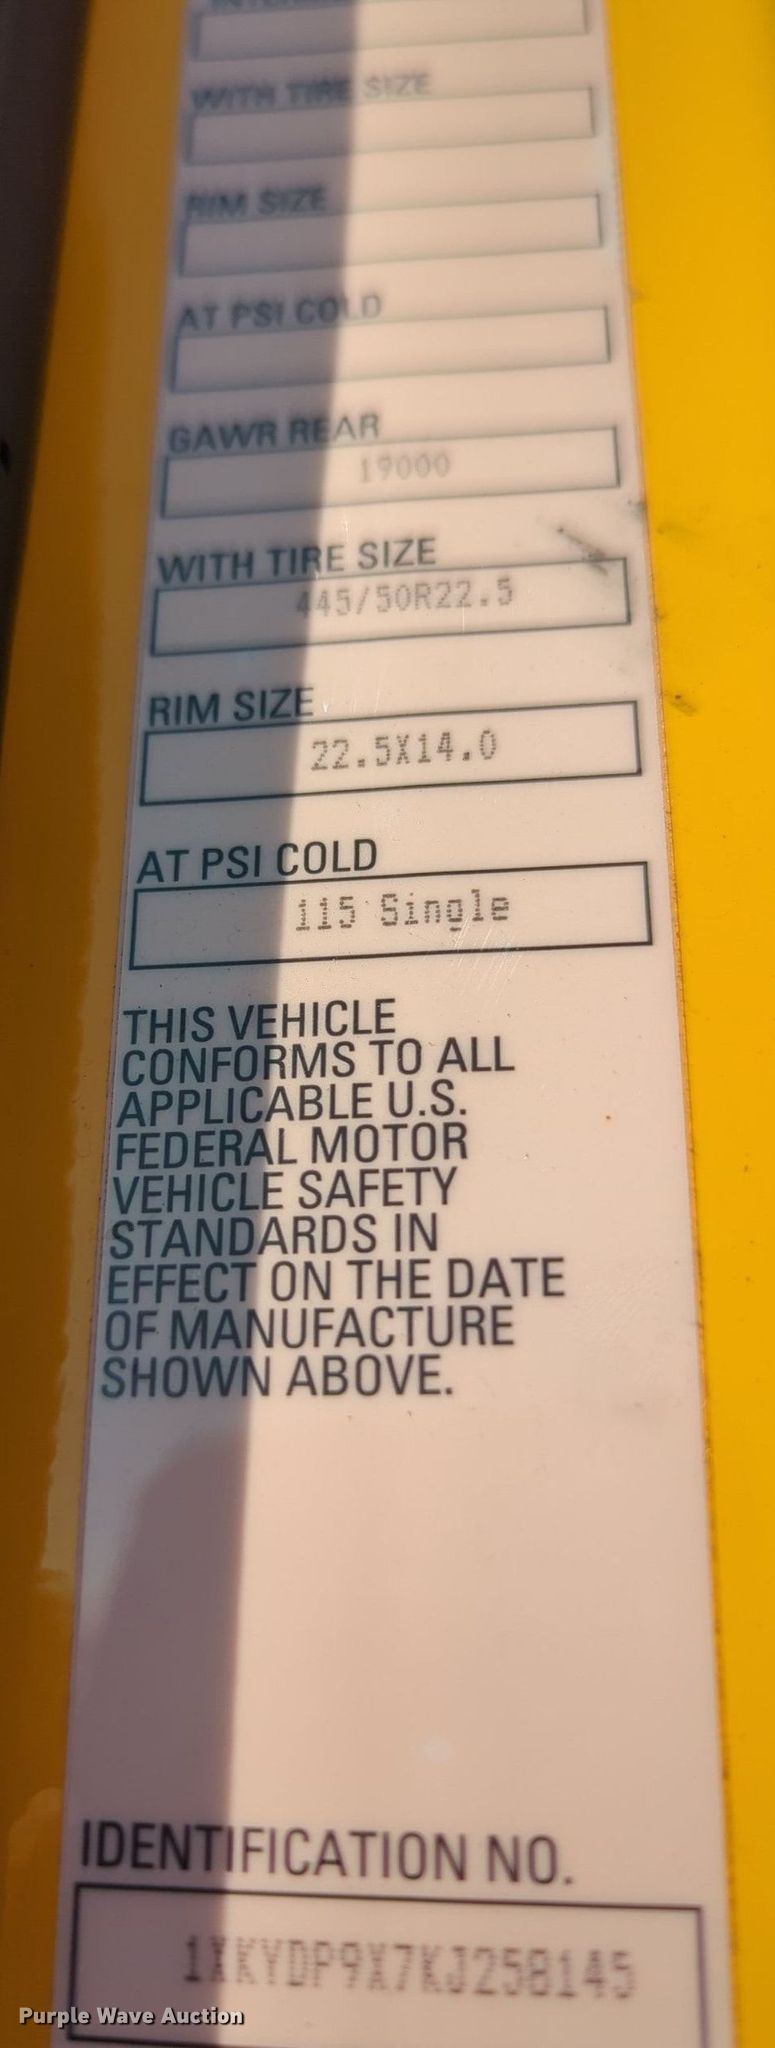 WITH TIRE SIZE
RIM SIZE
AT PSI COLD
GAWR REAR
19000
WITH TIRE SIZE
445/50R22.5
RIM SIZE
22.5X14.0
AT PSI COLD
115 Single
THIS VEHICLE
CONFORMS TO ALL
APPLICABLE U.S.
FEDERAL MOTOR
VEHICLE SAFETY
STANDARDS IN
EFFECT ON THE DATE
OF MANUFACTURE
SHOWN ABOVE.
IDENTIFICATION NO.
1XKYDP9X7KJ258145
Purple Wave Auction